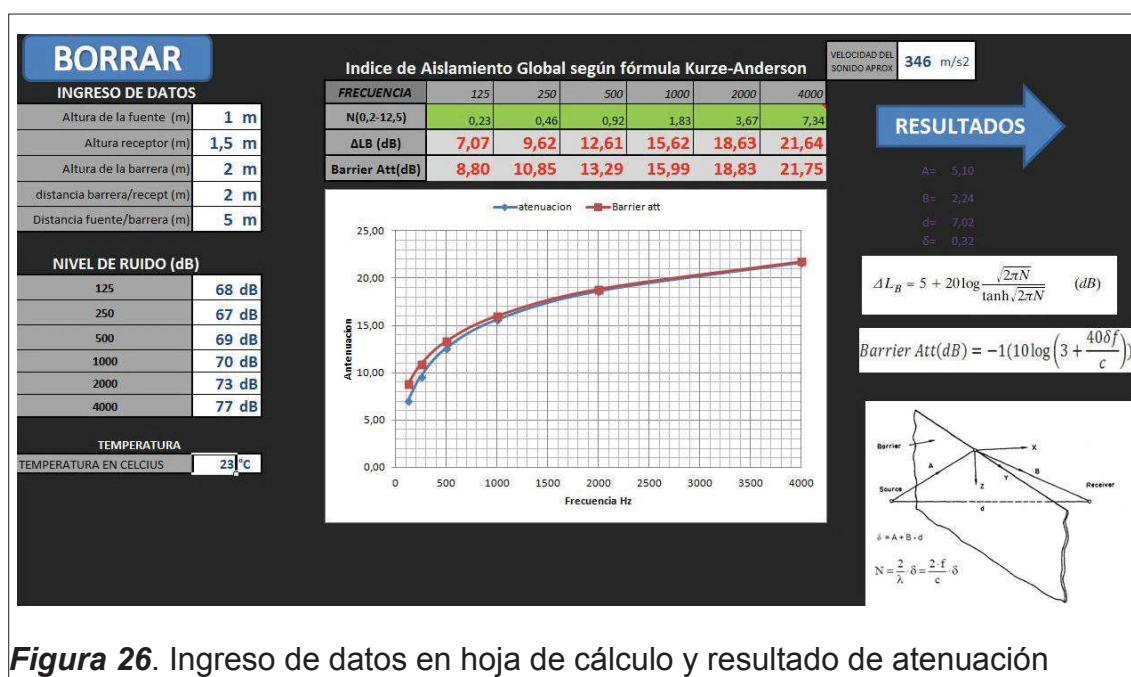 BORRAR
INGRESO DE DATOS
Altura de la fuente (m) 1 m
Altura receptor (m) 1,5 m
Altura de la barrera (m) 2 m
distancia barrera/recept (m) 2 m
Distancia fuente/barrera (m) 5 m
NIVEL DE RUIDO (dB)
125 68 dB
250 67 dB
500 69 dB
1000 70 dB
2000 73 dB
4000 77 dB
TEMPERATURA
TEMPERATURA EN CELCIUS 23 °C
Indice de Aislamiento Global según fórmula Kurze-Anderson
FRECUENCIA 125 250 500 1000 2000 4000
N(0,2-12,5) 0,23 0,46 0,92 1,83 3,67 7,34
ΔLB (dB) 7,07 9,62 12,61 15,62 18,63 21,64
Barrier Att(dB) 8,80 10,85 13,29 15,99 18,83 21,75
atenuacion Barrier att
Antenuacion
25,00
20,00
15,00
10,00
5,00
0,00
0 500 1000 1500 2000 2500 3000 3500 4000
Frecuencia Hz
VELOCIDAD DEL
SONIDO APROX 346 m/s2
RESULTADOS
A= 5,10
B= 2,24
d= 7,02
δ= 0,32
ΔL_B = 5 + 20log √(2πN) / tanh√(2πN) (dB)
Barrier Att(dB) = −1(10log(3 + 40δf/c))
Barrier
X
A
Y
B
Z
Source
Receiver
d
δ = A + B - d
N = 2/λ · δ = 2·f/c · δ
Figura 26. Ingreso de datos en hoja de cálculo y resultado de atenuación